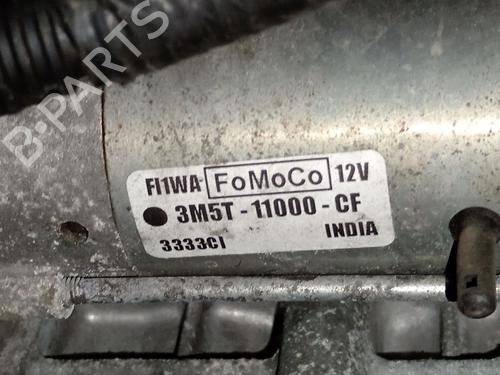 B-PARTS
FI1WA FoMoCo 12V
3M5T-11000-CF
3333CI INDIA